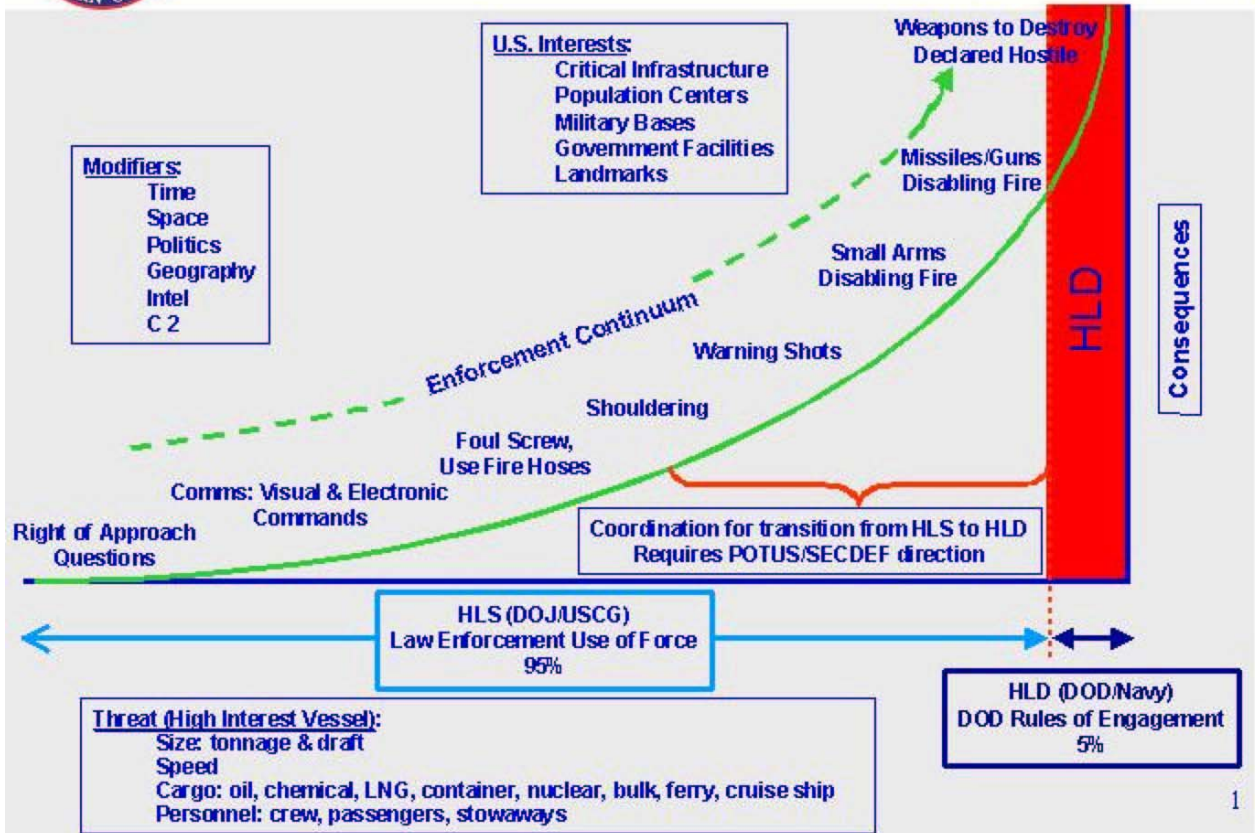 U.S. Interests:
Critical Infrastructure
Population Centers
Military Bases
Government Facilities
Landmarks
Weapons to Destroy
Declared Hostile
Modifiers:
Time
Space
Politics
Geography
Intel
C 2
Missiles/Guns
Disabling Fire
Small Arms
Disabling Fire
Enforcement Continuum
Warning Shots
Shouldering
Foul Screw,
Use Fire Hoses
Comms: Visual & Electronic
Commands
Right of Approach
Questions
HLD
Consequences
Coordination for transition from HLS to HLD
Requires POTUS/SECDEF direction
HLS (DOJ/USCG)
Law Enforcement Use of Force
95%
HLD (DOD/Navy)
DOD Rules of Engagement
5%
Threat (High Interest Vessel):
Size: tonnage & draft
Speed
Cargo: oil, chemical, LNG, container, nuclear, bulk, ferry, cruise ship
Personnel: crew, passengers, stowaways
1